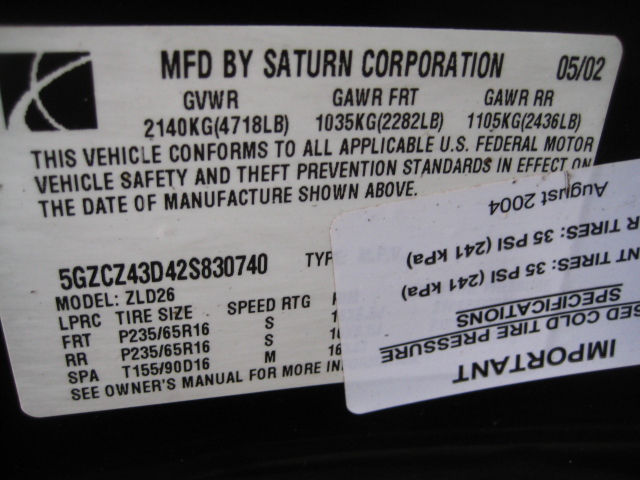 MFD BY SATURN CORPORATION 05/02
GVWR GAWR FRT GAWR RR
2140KG(4718LB) 1035KG(2282LB) 1105KG(2436LB)
THIS VEHICLE CONFORMS TO ALL APPLICABLE U.S. FEDERAL MOTOR
VEHICLE SAFETY AND THEFT PREVENTION STANDARDS IN EFFECT ON
THE DATE OF MANUFACTURE SHOWN ABOVE.
5GZCZ43D42S830740
MODEL: ZLD26
LPRC TIRE SIZE SPEED RTG
FRT P235/65R16 S
RR P235/65R16 S
SPA T155/90D16 M
SEE OWNER'S MANUAL FOR MORE
IMPORTANT
COLD TIRE PRESSURE
SPECIFICATIONS
TIRES: 35 PSI (241 kPa)
TIRES: 35 PSI (241 kPa)
August 2004